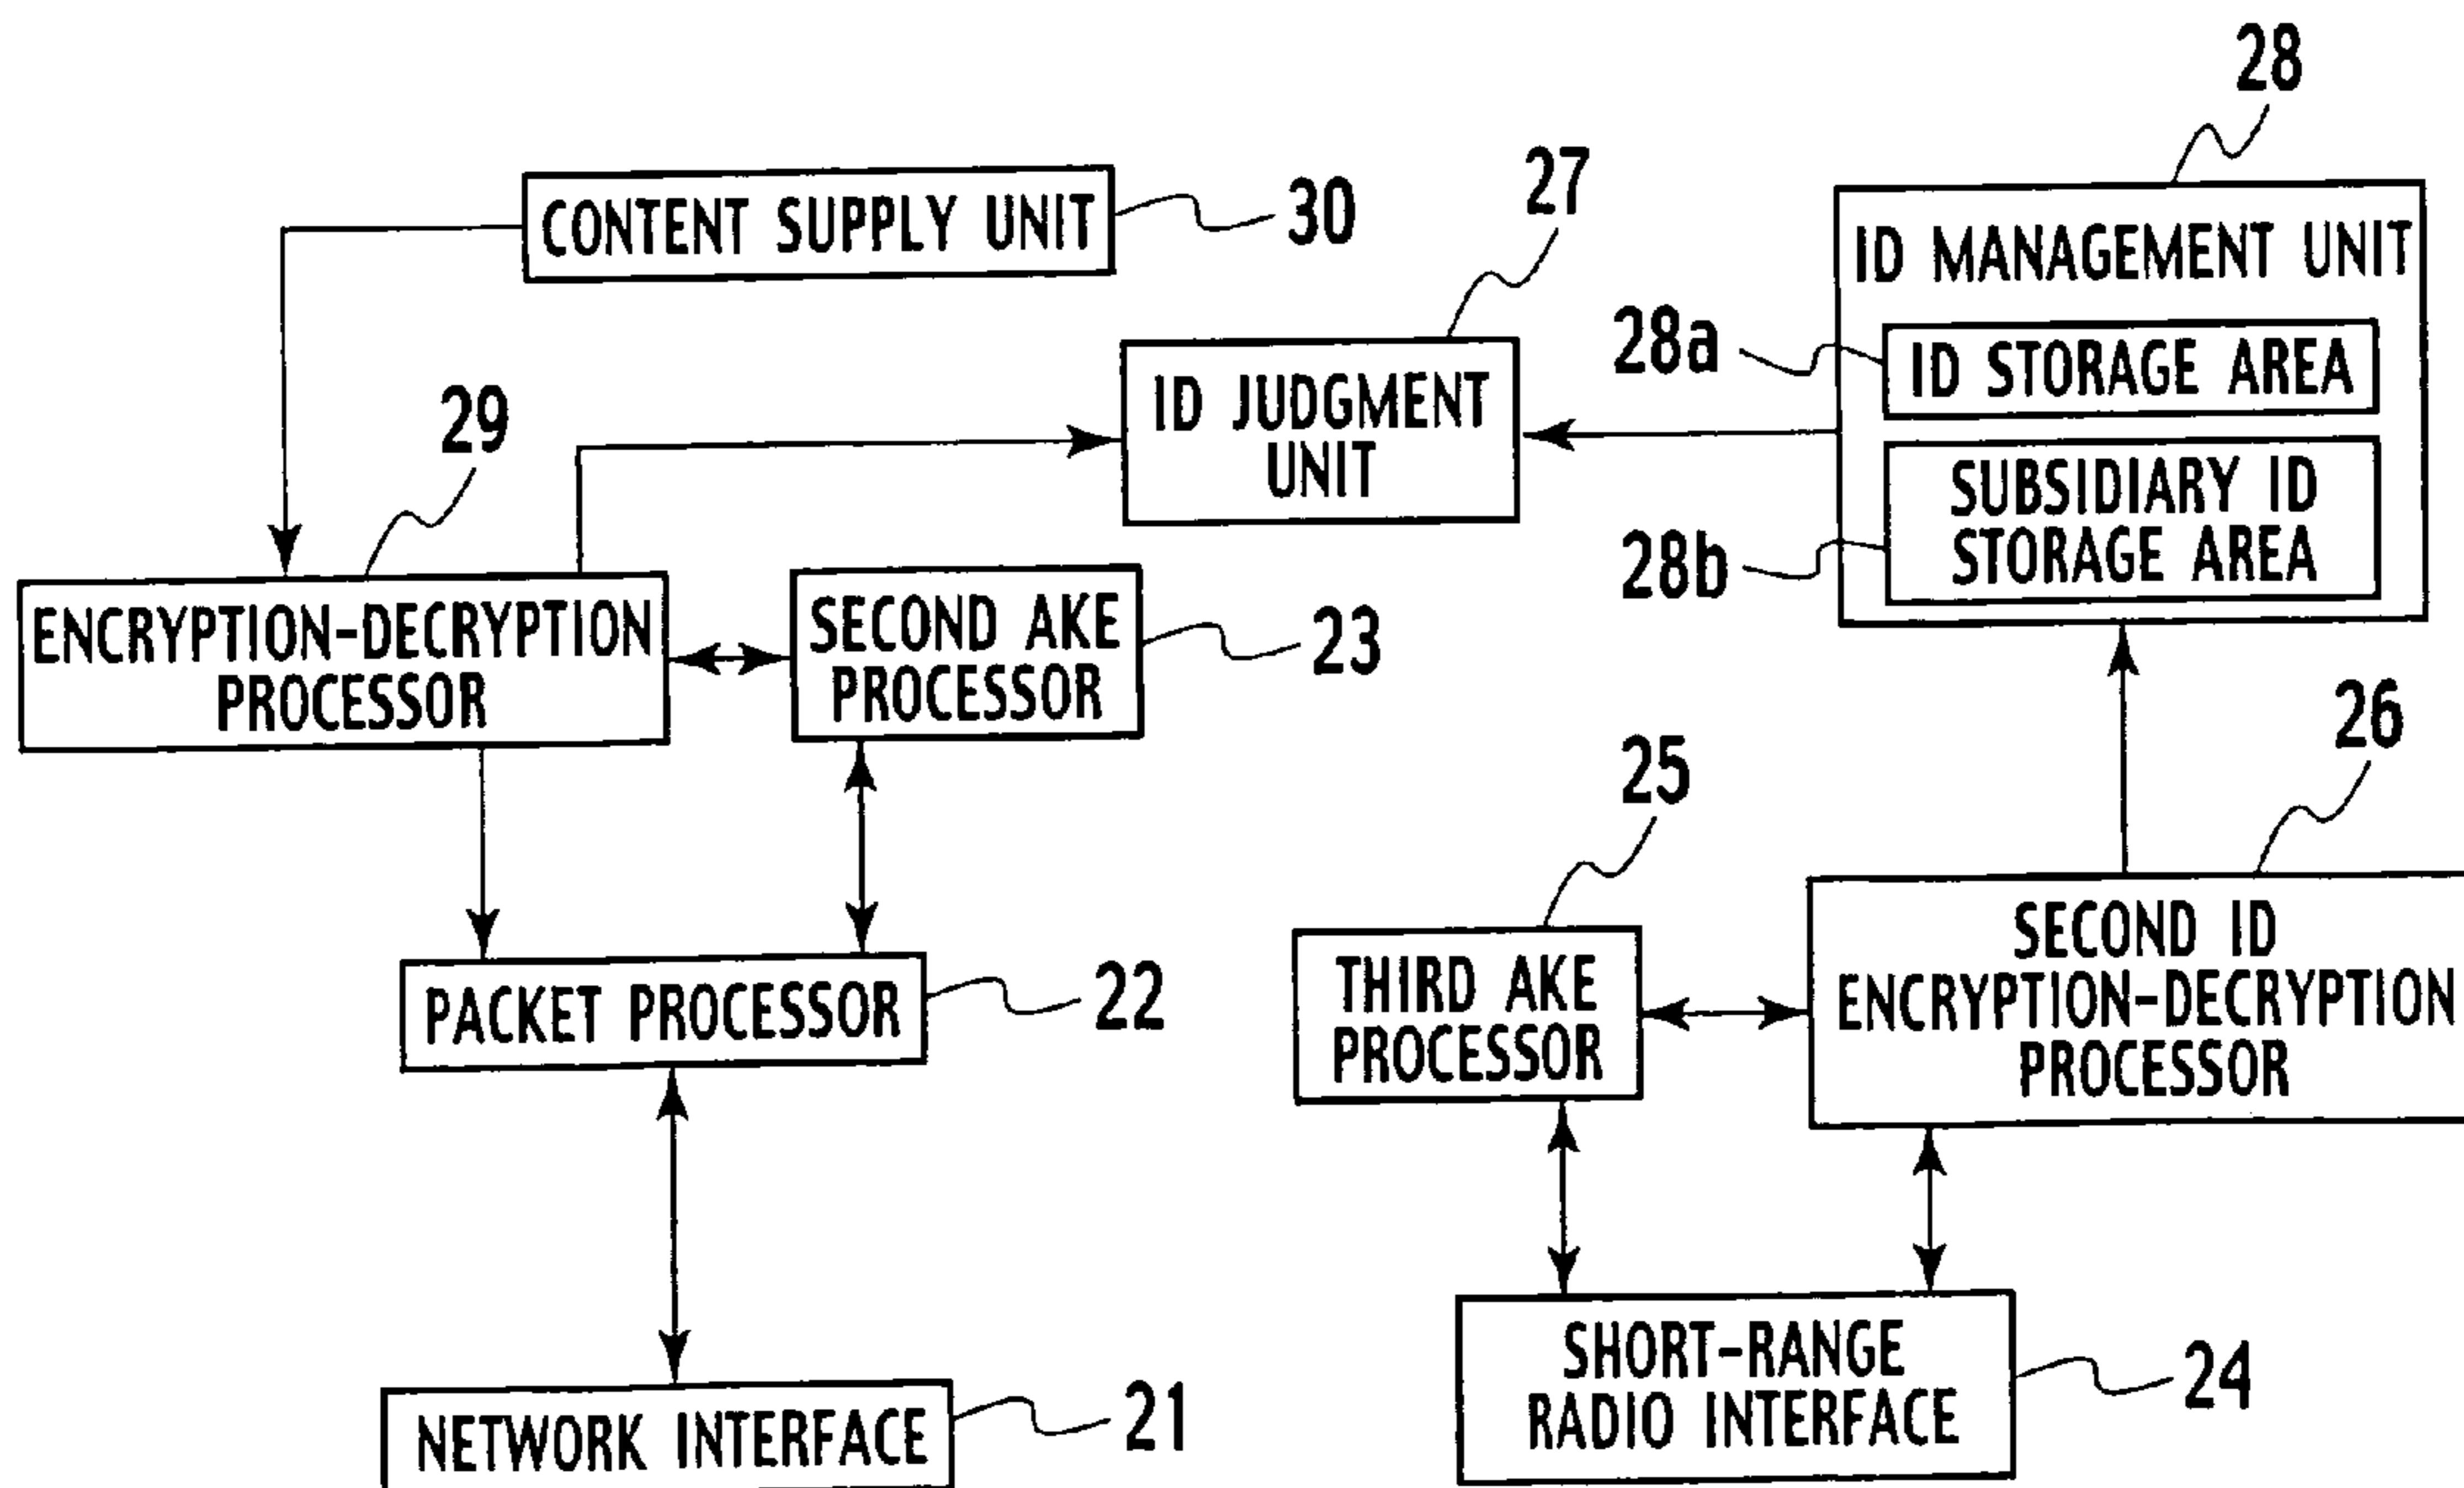 28
27
CONTENT SUPPLY UNIT
30
ID MANAGEMENT UNIT
28a
ID STORAGE AREA
ID JUDGMENT
UNIT
29
SUBSIDIARY ID
STORAGE AREA
28b
ENCRYPTION-DECRYPTION
PROCESSOR
SECOND AKE
PROCESSOR
23
26
25
SECOND ID
ENCRYPTION-DECRYPTION
PROCESSOR
THIRD AKE
PROCESSOR
PACKET PROCESSOR
22
SHORT-RANGE
RADIO INTERFACE
24
NETWORK INTERFACE
21